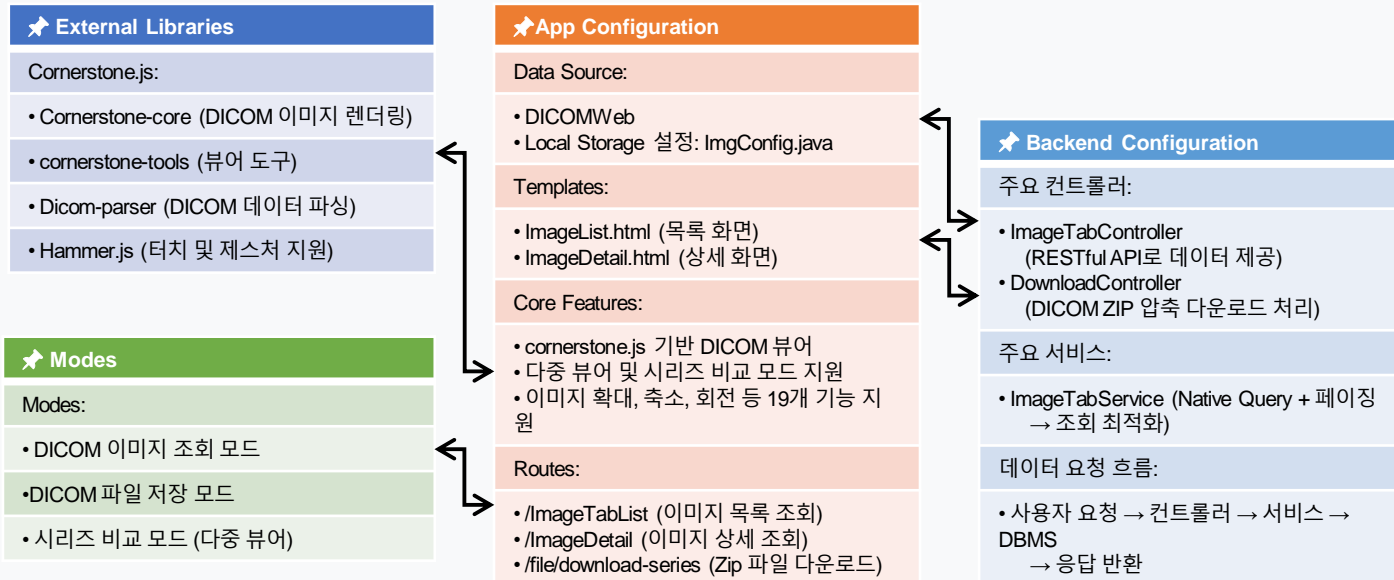 External Libraries
Cornerstone.js:
• Cornerstone-core (DICOM 이미지 렌더링)
• cornerstone-tools (뷰어 도구)
• Dicom-parser (DICOM 데이터 파싱)
• Hammer.js (터치 및 제스처 지원)
Modes
Modes:
• DICOM 이미지 조회 모드
•DICOM 파일 저장 모드
• 시리즈 비교 모드 (다중 뷰어)
App Configuration
Data Source:
• DICOMWeb
• Local Storage 설정: ImgConfig.java
Templates:
• ImageList.html (목록 화면)
• ImageDetail.html (상세 화면)
Core Features:
• cornerstone.js 기반 DICOM 뷰어
• 다중 뷰어 및 시리즈 비교 모드 지원
• 이미지 확대, 축소, 회전 등 19개 기능 지
원
Routes:
• /ImageTabList (이미지 목록 조회)
• /ImageDetail (이미지 상세 조회)
• /file/download-series (Zip 파일 다운로드)
Backend Configuration
주요 컨트롤러:
• ImageTabController
(RESTful API로 데이터 제공)
• DownloadController
(DICOM ZIP 압축 다운로드 처리)
주요 서비스:
• ImageTabService (Native Query + 페이징
→ 조회 최적화)
데이터 요청 흐름:
• 사용자 요청 → 컨트롤러 → 서비스 →
DBMS
→ 응답 반환